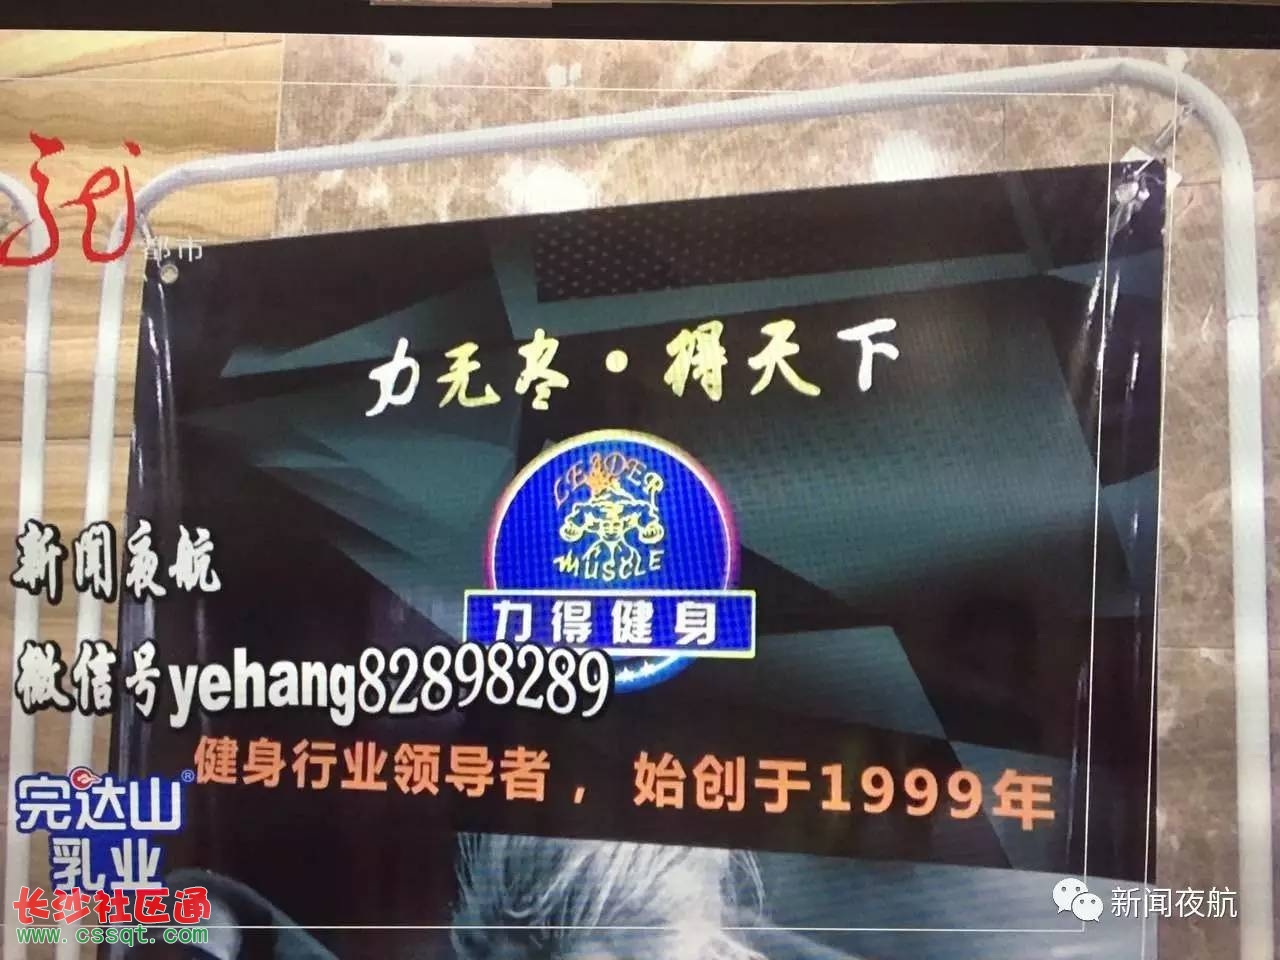 龙
都市
力无尽·得天下
LEADER
MUSCLE
力得健身
新闻夜航
微信号yehang82898289
健身行业领导者，始创于1999年
完达山®
乳业
长沙社区通
www.cssqt.com
新闻夜航